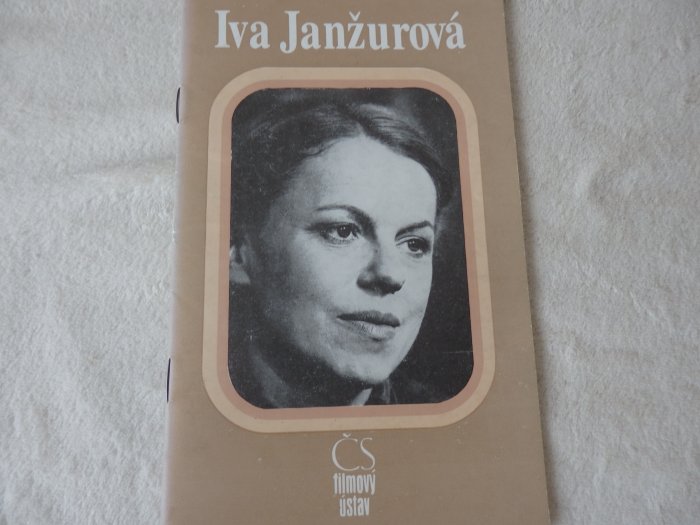 Iva Janžurová
ČS
filmový
ústav